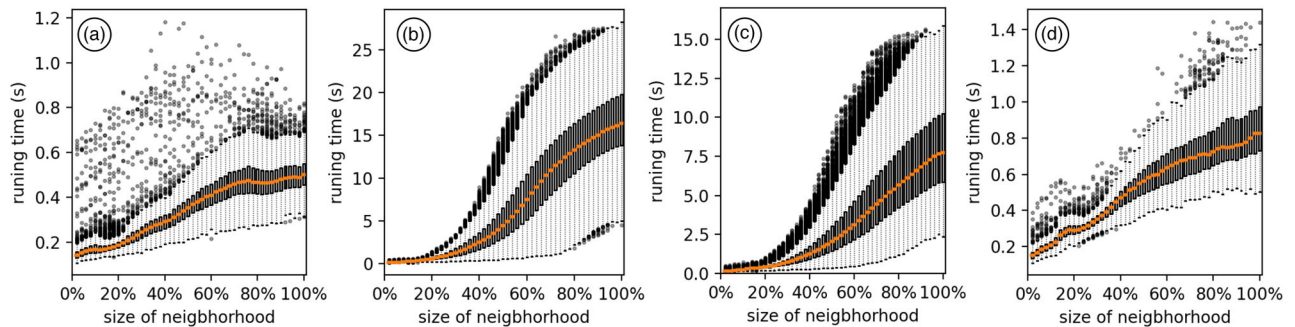 (a)
runing time (s)
1.2
1.0
0.8
0.6
0.4
0.2
0% 20% 40% 60% 80% 100%
size of neigbhorhood
(b)
runing time (s)
25
20
15
10
5
0
0% 20% 40% 60% 80% 100%
size of neigbhorhood
(c)
runing time (s)
15.0
12.5
10.0
7.5
5.0
2.5
0.0
0% 20% 40% 60% 80% 100%
size of neigbhorhood
(d)
runing time (s)
1.4
1.2
1.0
0.8
0.6
0.4
0.2
0% 20% 40% 60% 80% 100%
size of neigbhorhood